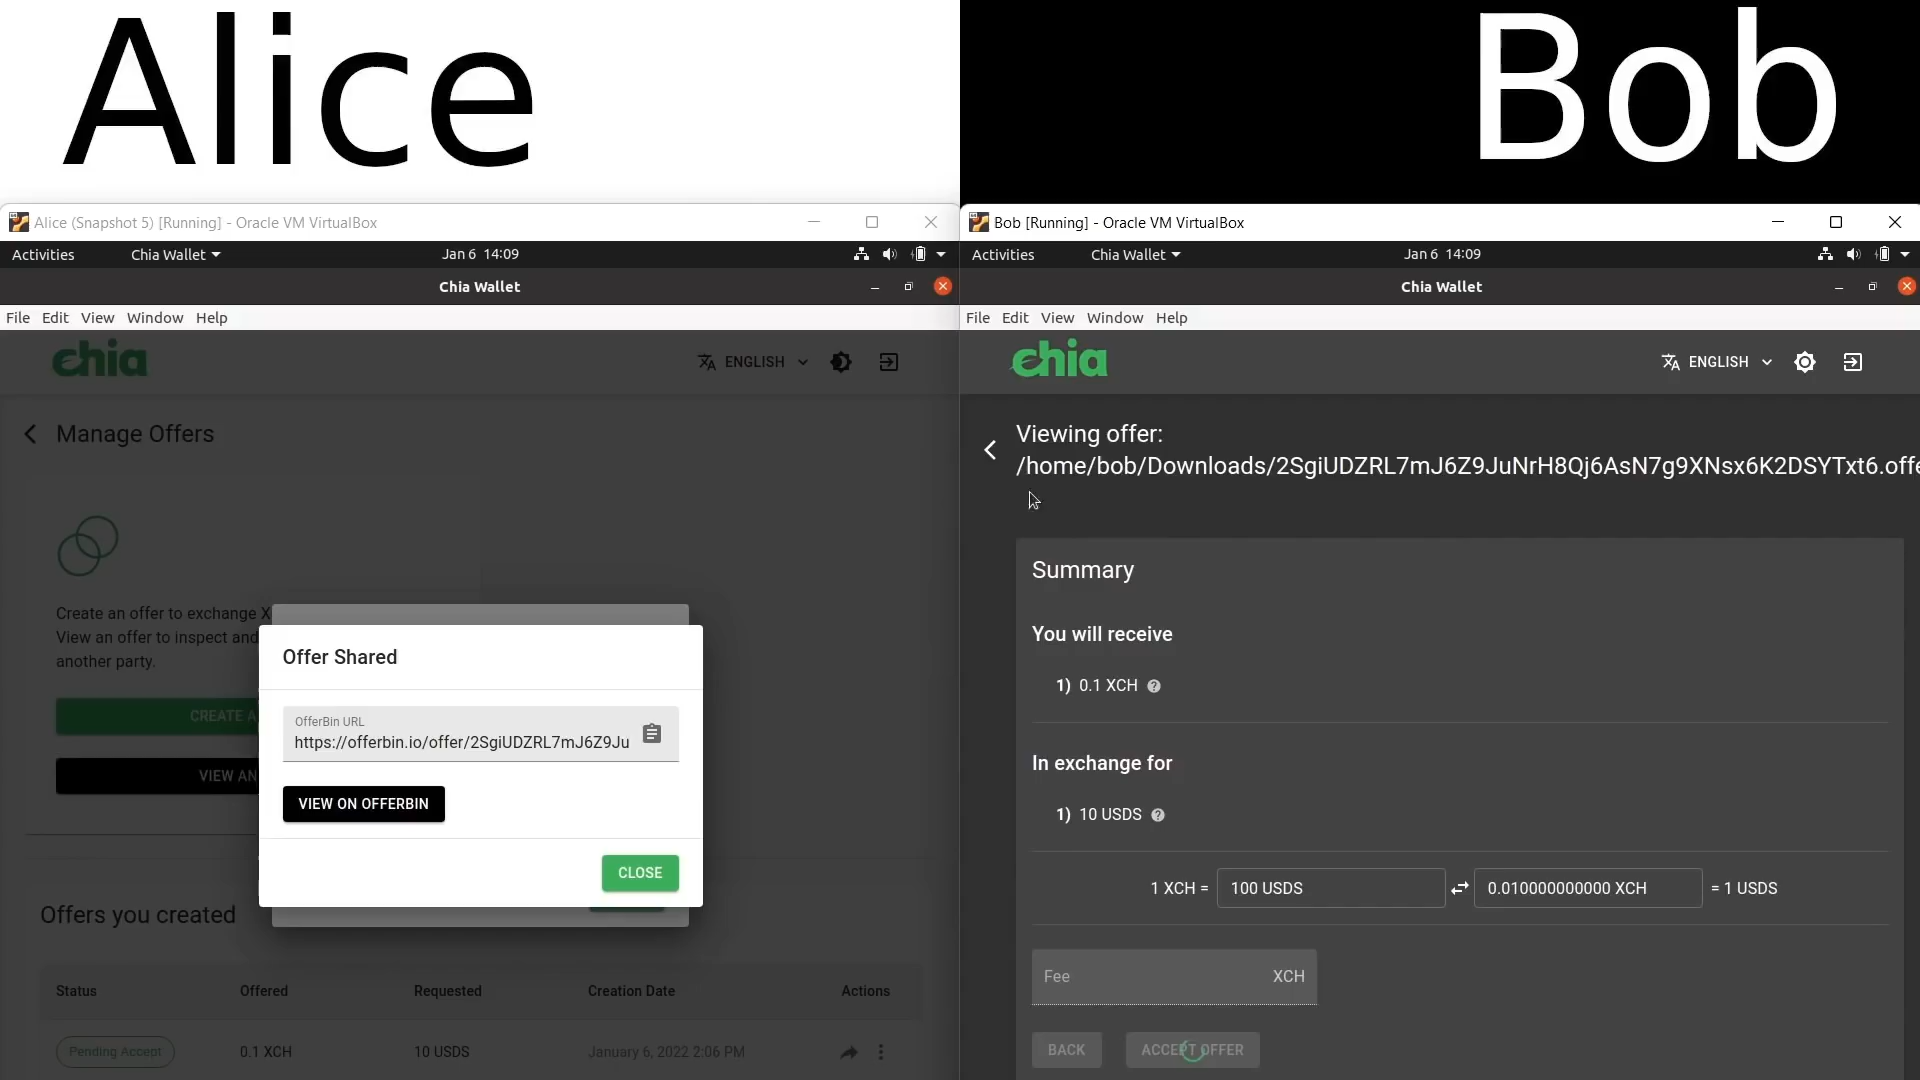 Alice
Bob
Alice (Snapshot 5) [Running] - Oracle VM VirtualBox
Activities
Chia Wallet
Jan 6 14:09
Chia Wallet
File Edit View Window Help
chia
ENGLISH
Manage Offers
Create an offer to exchange X
View an offer to inspect and
another party.
CREATE A
VIEW AN
Offer Shared
OfferBin URL
https://offerbin.io/offer/2SgiUDZRL7mJ6Z9Ju
VIEW ON OFFERBIN
CLOSE
Offers you created
Status Offered Requested Creation Date Actions
Pending Accept 0.1 XCH 10 USDS January 6, 2022 2:06 PM
Bob [Running] - Oracle VM VirtualBox
Activities
Chia Wallet
Jan 6 14:09
Chia Wallet
File Edit View Window Help
chia
ENGLISH
Viewing offer:
/home/bob/Downloads/2SgiUDZRL7mJ6Z9JuNrH8Qj6AsN7g9XNsx6K2DSYTxt6.offe
Summary
You will receive
1) 0.1 XCH
In exchange for
1) 10 USDS
1 XCH = 100 USDS 0.010000000000 XCH = 1 USDS
Fee XCH
BACK
ACCEPT OFFER